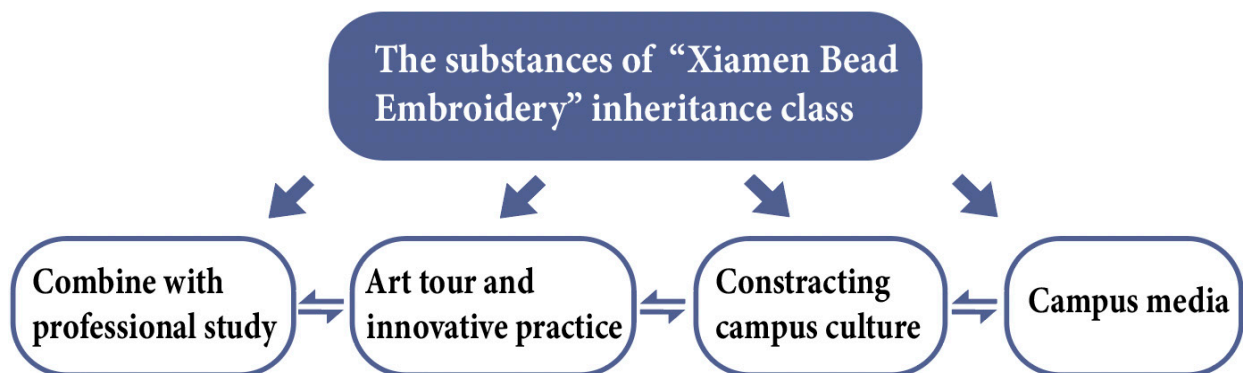 The substances of “Xiamen Bead
Embroidery” inheritance class
Combine with
professional study
Art tour and
innovative practice
Constracting
campus culture
Campus media